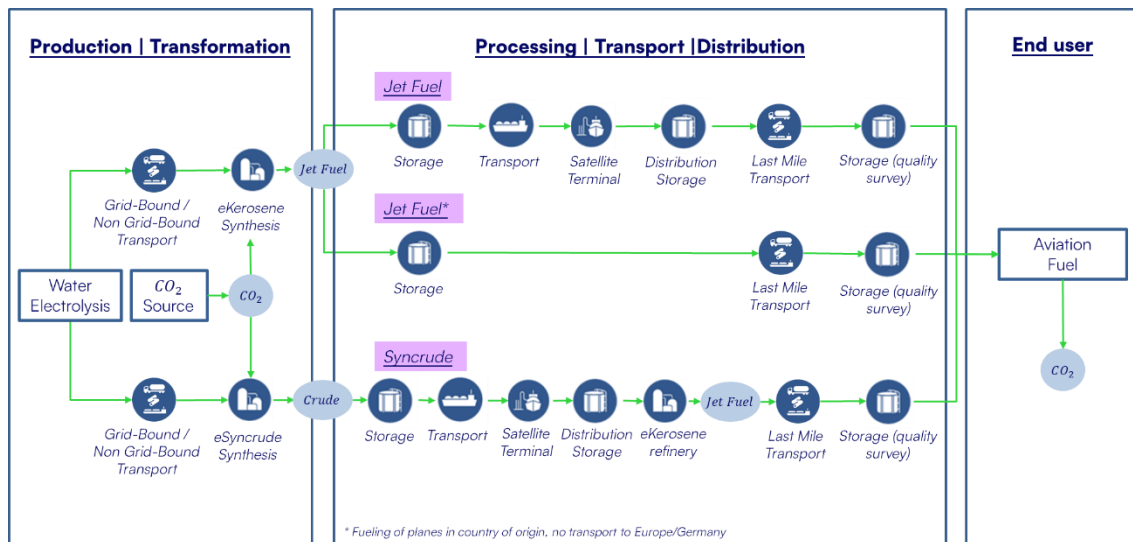 Production | Transformation
Processing | Transport |Distribution
End user
Jet Fuel
Storage
Transport
Satellite
Terminal
Distribution
Storage
Last Mile
Transport
Storage (quality
survey)
Grid-Bound /
Non Grid-Bound
Transport
eKerosene
Synthesis
Jet Fuel
Jet Fuel*
Storage
Last Mile
Transport
Storage (quality
survey)
Water
Electrolysis
CO₂
Source
CO₂
Aviation
Fuel
CO₂
Syncrude
Grid-Bound /
Non Grid-Bound
Transport
eSyncrude
Synthesis
Crude
Storage
Transport
Satellite
Terminal
Distribution
Storage
eKerosene
refinery
Jet Fuel
Last Mile
Transport
Storage (quality
survey)
* Fueling of planes in country of origin, no transport to Europe/Germany